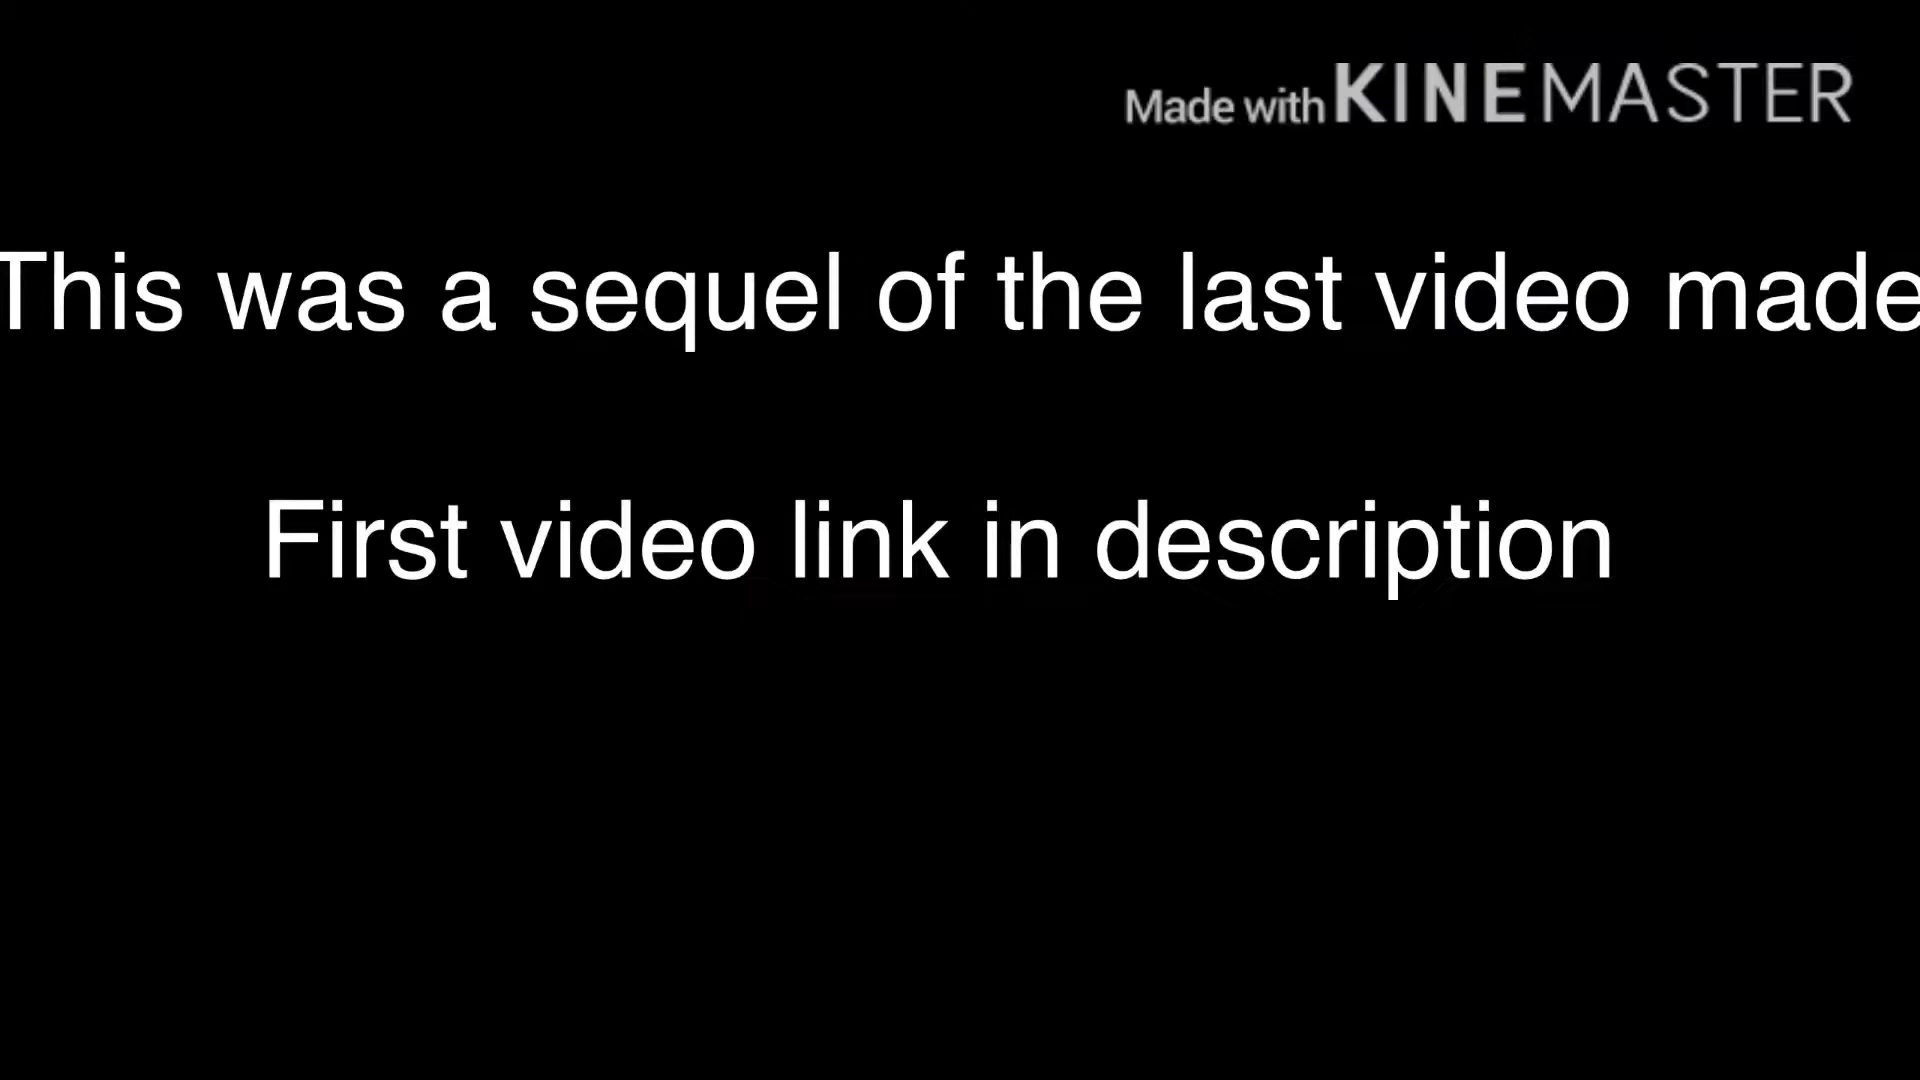 Made with KINEMASTER
This was a sequel of the last video made
First video link in description